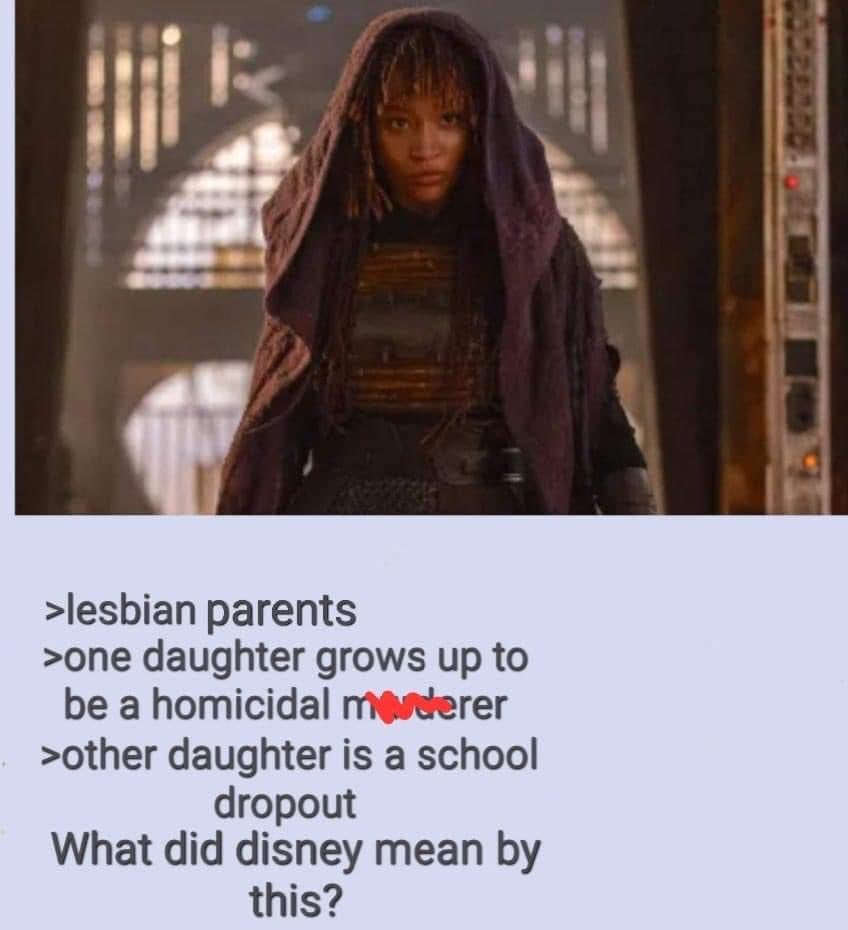 >lesbian parents
>one daughter grows up to
be a homicidal
>other daughter is a school
dropout
What did disney mean by
this?